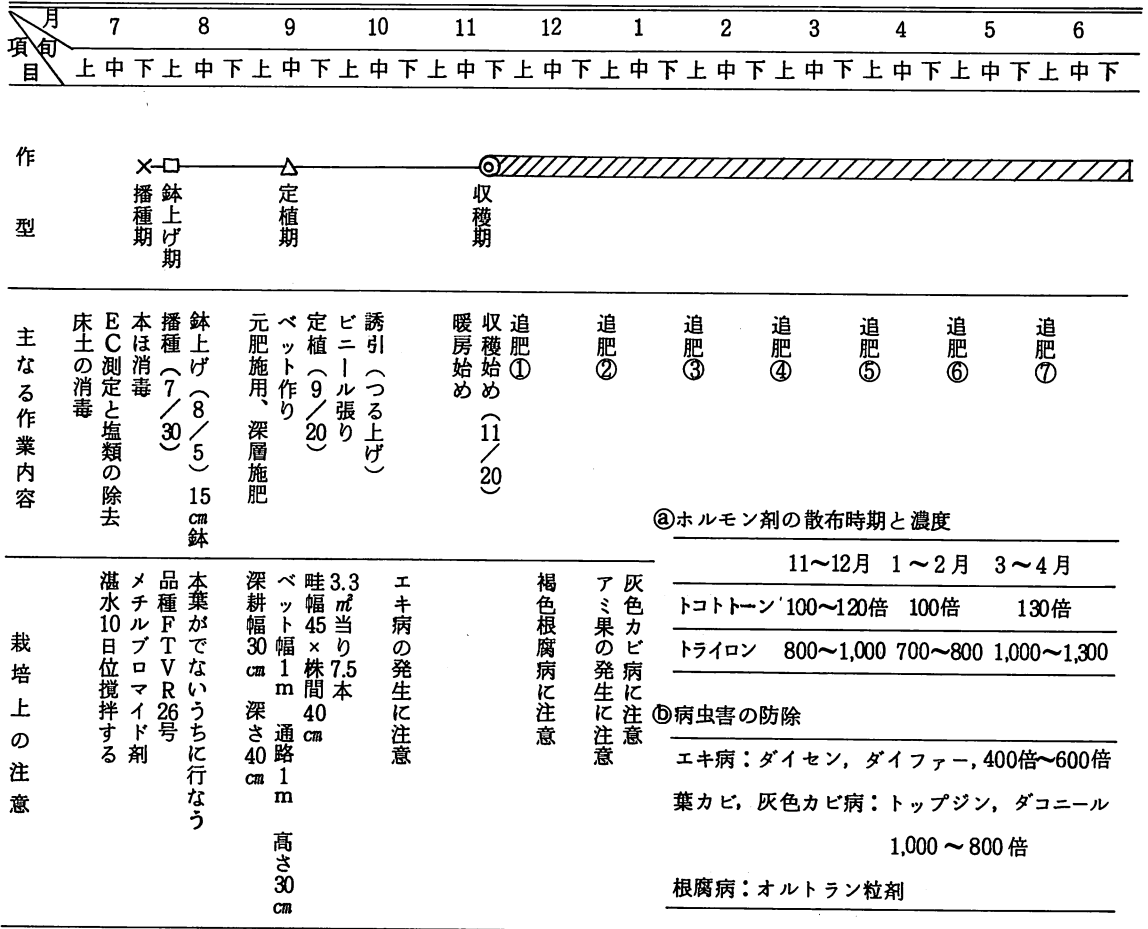 月
旬
項
目
7 8 9 10 11 12 1 2 3 4 5 6
上中下上中下上中下上中下上中下上中下上中下上中下上中下上中下上中下上中下
作型
播種期
鉢上げ期
定植期
収穫期
主なる作業内容
床土の消毒
EC測定と塩類の除去
本ほ消毒
播種(7/30)
鉢上げ(8/5)15㎝鉢
元肥施用、深層施肥
ベット作り
定植(9/20)
ビニール張り
誘引(つる上げ)
暖房始め
収穫始め(11/20)
追肥①
追肥②
追肥③
追肥④
追肥⑤
追肥⑥
追肥⑦
栽培上の注意
湛水10日位撹拌する
メチルブロマイド剤
品種FTVR26号
本葉がでないうちに行なう
深耕幅30㎝ 深さ40㎝
ベット幅1m 通路1m 高さ30㎝
畦幅45×株間40㎝
3.3㎡当り7.5本
エキ病の発生に注意
褐色根腐病に注意
アミ果の発生に注意
灰色カビ病に注意
ⓐホルモン剤の散布時期と濃度
11～12月 1～2月 3～4月
トコトトーン 100～120倍 100倍 130倍
トライロン 800～1,000 700～800 1,000～1,300
ⓑ病虫害の防除
エキ病：ダイセン，ダイファー，400倍～600倍
葉カビ，灰色カビ病：トップジン，ダコニール
1,000～800倍
根腐病：オルトラン粒剤